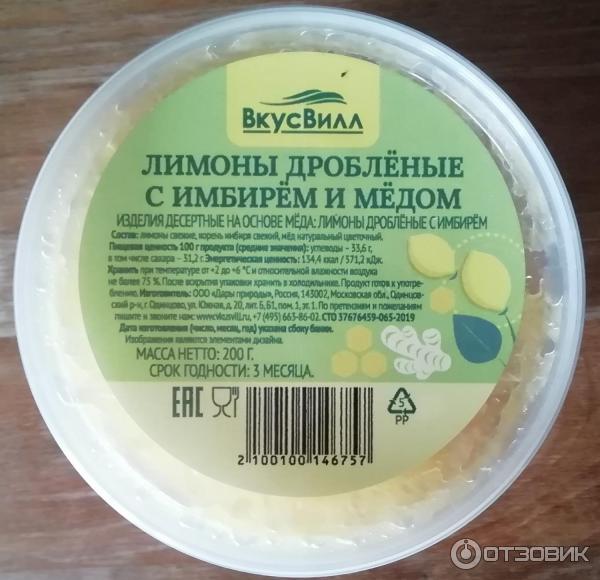 ВкусВилл
ЛИМОНЫ ДРОБЛЁНЫЕ
С ИМБИРЁМ И МЁДОМ
ИЗДЕЛИЯ ДЕСЕРТНЫЕ НА ОСНОВЕ МЁДА: ЛИМОНЫ ДРОБЛЁНЫЕ С ИМБИРЁМ
Состав: лимоны свежие, корень имбиря свежий, мёд натуральный цветочный.
Пищевая ценность 100 г продукта (средние значения): углеводы – 33,6 г,
в том числе сахара – 31,2 г. Энергетическая ценность: 134,4 ккал / 571,2 кДж.
Хранить при температуре от +2 до +6 °С и относительной влажности воздуха
не более 75 %. После вскрытия упаковки хранить в холодильнике. Продукт готов к употре-
блению. Изготовитель: ООО «Дары природы», Россия, 143002, Московская обл., Одинцов-
ский р-н, г. Одинцово, ул. Южная, д. 20, лит. Б,Б1, пом. 1, эт. 1. По претензиям и пожеланиям
пишите и звоните нам: www.vkusvill.ru, +7 (495) 663-86-02. СТО 37676459-065-2019
Дата изготовления (число, месяц, год) указана сбоку банки.
Изображения являются элементами дизайна.
МАССА НЕТТО: 200 Г.
СРОК ГОДНОСТИ: 3 МЕСЯЦА.
EAC
5
PP
2 100100 146757
ОТЗОВИК